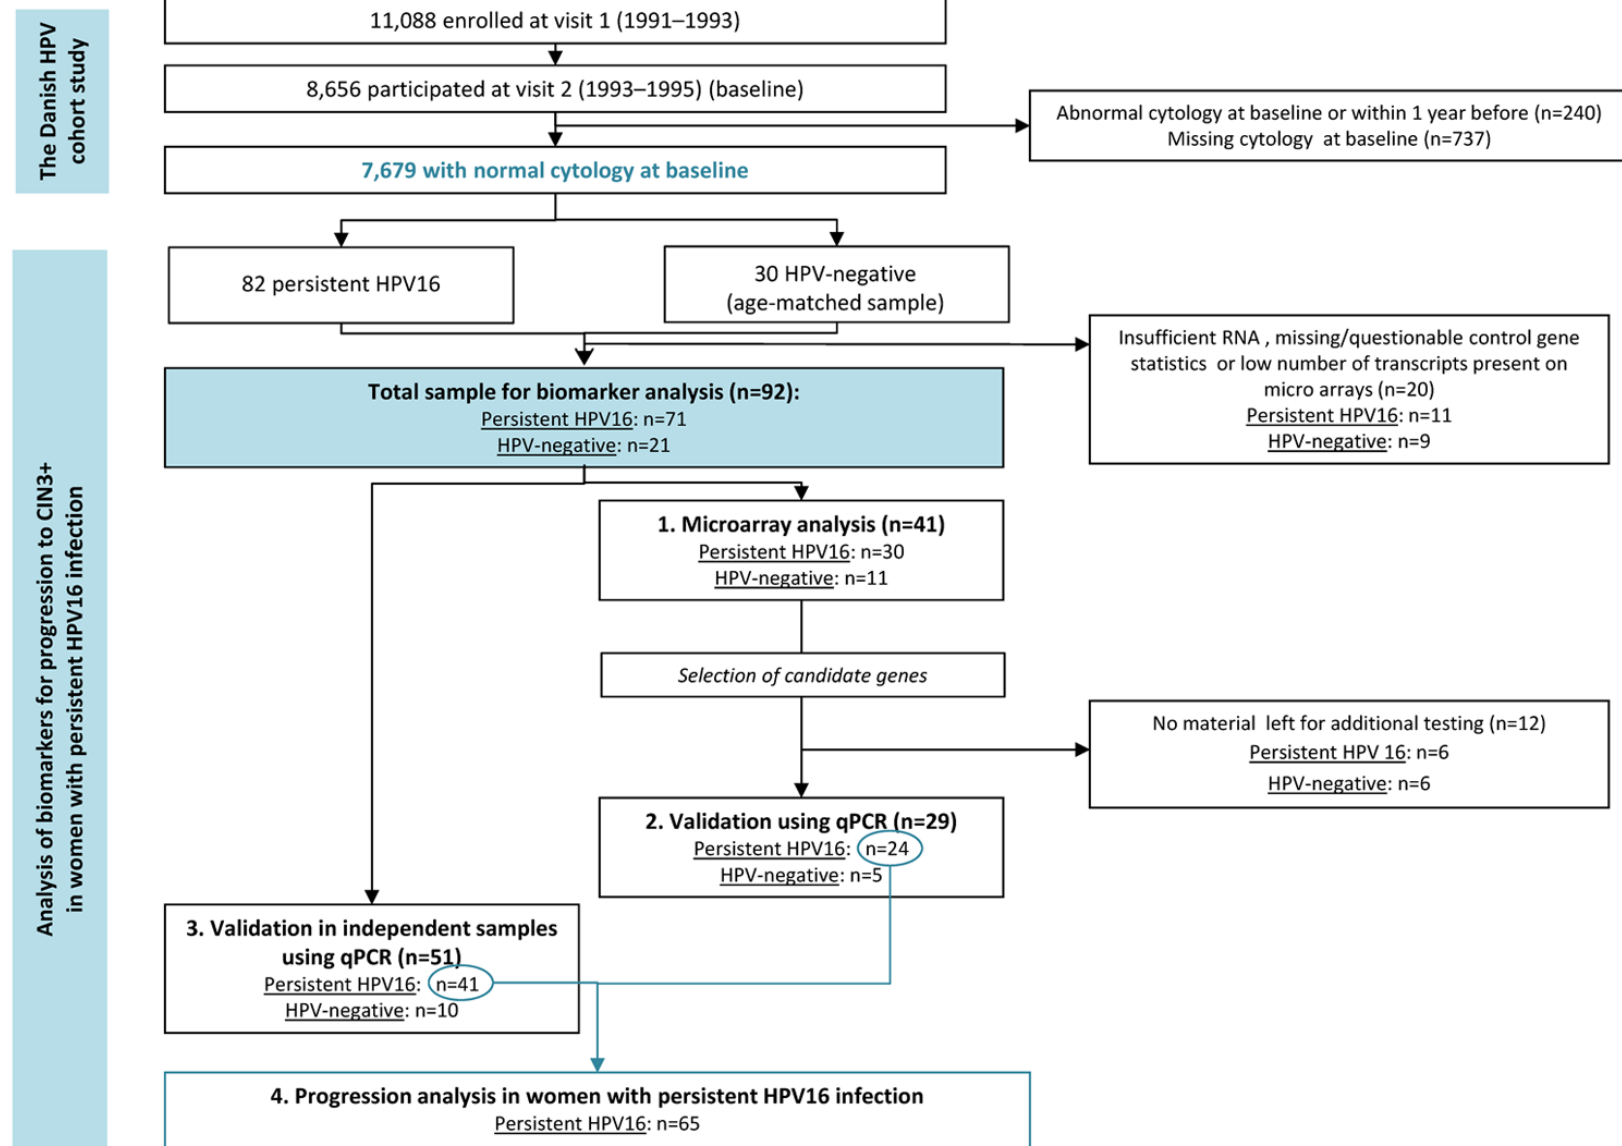 The Danish HPV
cohort study
11,088 enrolled at visit 1 (1991–1993)
8,656 participated at visit 2 (1993–1995) (baseline)
Abnormal cytology at baseline or within 1 year before (n=240)
Missing cytology at baseline (n=737)
7,679 with normal cytology at baseline
Analysis of biomarkers for progression to CIN3+
in women with persistent HPV16 infection
82 persistent HPV16
30 HPV-negative
(age-matched sample)
Insufficient RNA , missing/questionable control gene
statistics or low number of transcripts present on
micro arrays (n=20)
Persistent HPV16: n=11
HPV-negative: n=9
Total sample for biomarker analysis (n=92):
Persistent HPV16: n=71
HPV-negative: n=21
1. Microarray analysis (n=41)
Persistent HPV16: n=30
HPV-negative: n=11
Selection of candidate genes
No material left for additional testing (n=12)
Persistent HPV 16: n=6
HPV-negative: n=6
2. Validation using qPCR (n=29)
Persistent HPV16: n=24
HPV-negative: n=5
3. Validation in independent samples
using qPCR (n=51)
Persistent HPV16: n=41
HPV-negative: n=10
4. Progression analysis in women with persistent HPV16 infection
Persistent HPV16: n=65